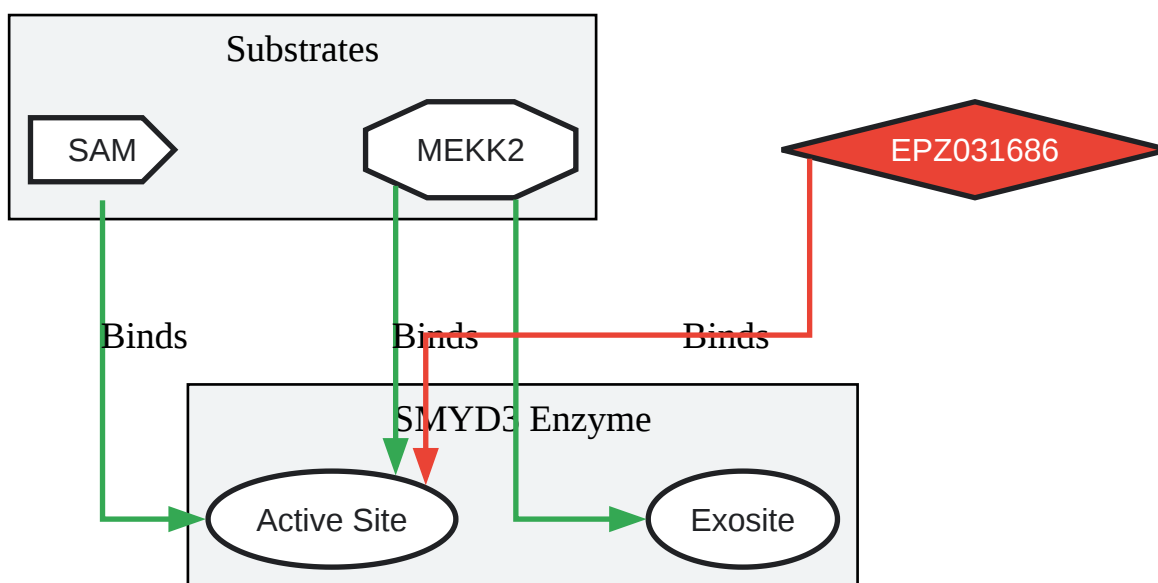 Substrates
SAM
MEKK2
EPZ031686
Binds
Binds
Binds
SMYD3 Enzyme
Active Site
Exosite